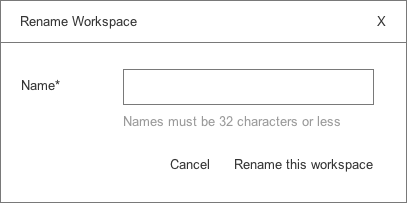 Rename Workspace X
Name*
Names must be 32 characters or less
Cancel Rename this workspace